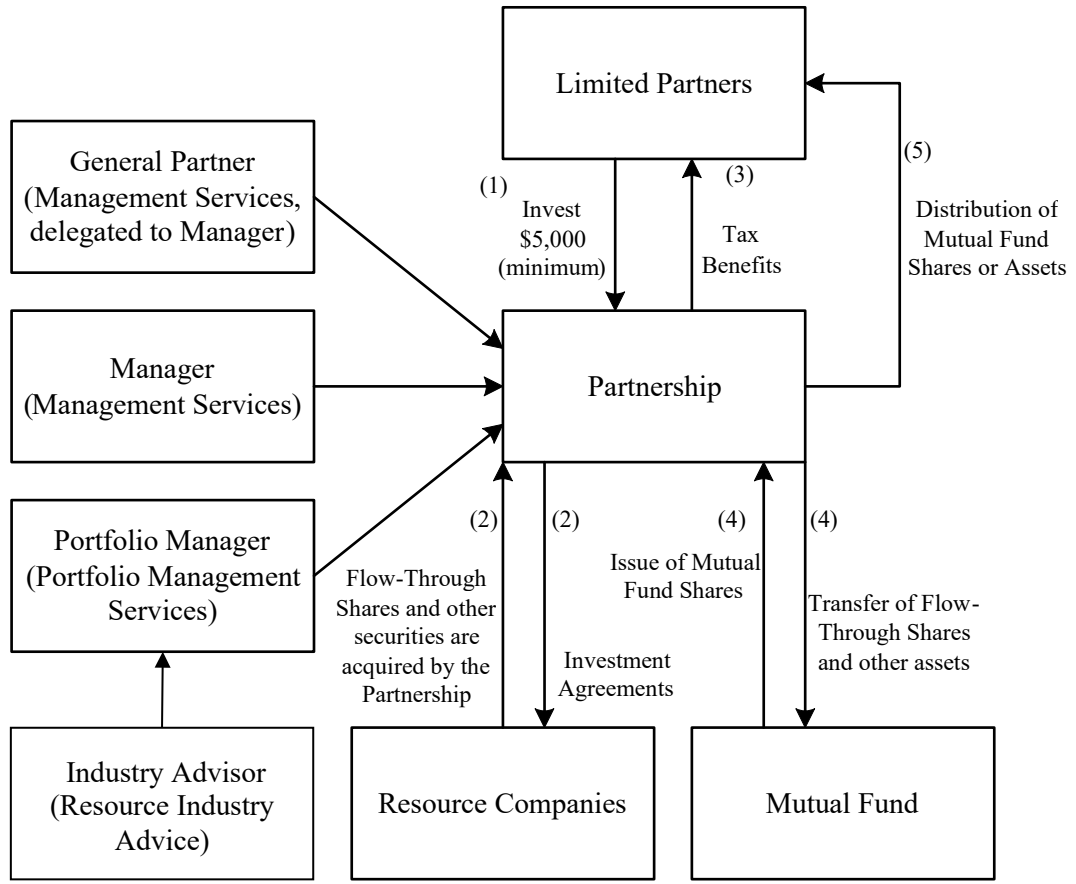 Limited Partners
General Partner
(Management Services,
delegated to Manager)
(1)
Invest
$5,000
(minimum)
(3)
Tax
Benefits
(5)
Distribution of
Mutual Fund
Shares or Assets
Manager
(Management Services)
Partnership
Portfolio Manager
(Portfolio Management
Services)
(2)
Flow-Through
Shares and other
securities are
acquired by the
Partnership
(2)
Investment
Agreements
(4)
Issue of Mutual
Fund Shares
(4)
Transfer of Flow-
Through Shares
and other assets
Industry Advisor
(Resource Industry
Advice)
Resource Companies
Mutual Fund